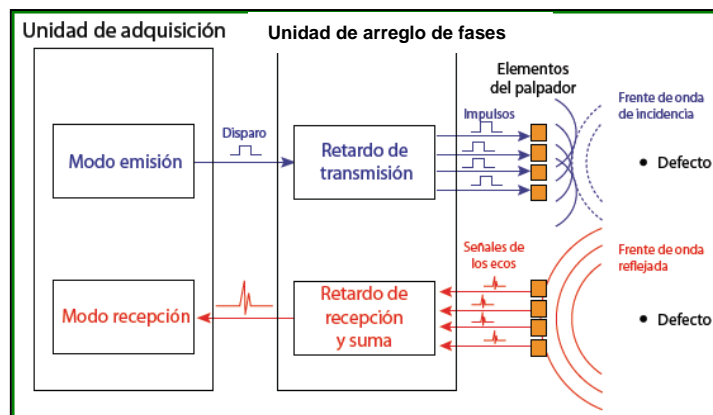 Unidad de adquisición
Unidad de arreglo de fases
Elementos
del palpador
Frente de onda
de incidencia
Impulsos
Disparo
Modo emisión
Retardo de
transmisión
Defecto
Señales de
los ecos
Frente de onda
reflejada
Modo recepción
Retardo de
recepción
y suma
Defecto